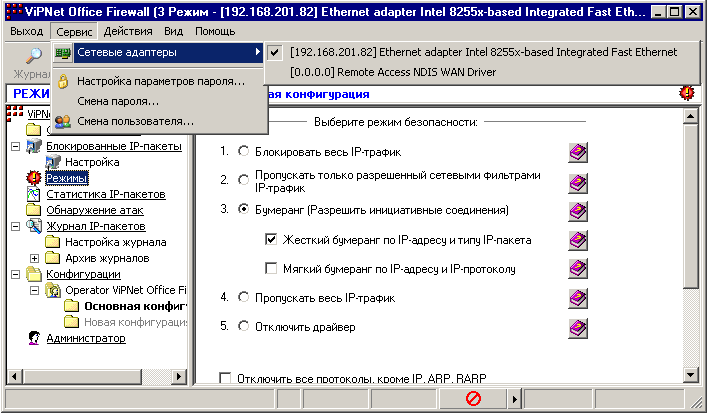 ViPNet Office Firewall (3 Режим - [192.168.201.82] Ethernet adapter Intel 8255x-based Integrated Fast Eth...
Выход Сервис Действия Вид Помощь
Сетевые адаптеры
[192.168.201.82] Ethernet adapter Intel 8255x-based Integrated Fast Ethernet
[0.0.0.0] Remote Access NDIS WAN Driver
Настройка параметров пароля...
Смена пароля...
Смена пользователя...
Журна
РЕЖИ
ая конфигурация
ViPNe
Блокированные IP-пакеты
Настройка
Режимы
Статистика IP-пакетов
Обнаружение атак
Журнал IP-пакетов
Настройка журнала
Архив журналов
Конфигурации
Operator ViPNet Office Fi
Основная конфиг
Новая конфигурация
Администратор
Выберите режим безопасности:
1. Блокировать весь IP-трафик
2. Пропускать только разрешенный сетевыми фильтрами
IP-трафик
3. Бумеранг (Разрешить инициативные соединения)
Жесткий бумеранг по IP-адресу и типу IP-пакета
Мягкий бумеранг по IP-адресу и IP-протоколу
4. Пропускать весь IP-трафик
5. Отключить драйвер
Отключить все протоколы, кроме IP, ARP, RARP